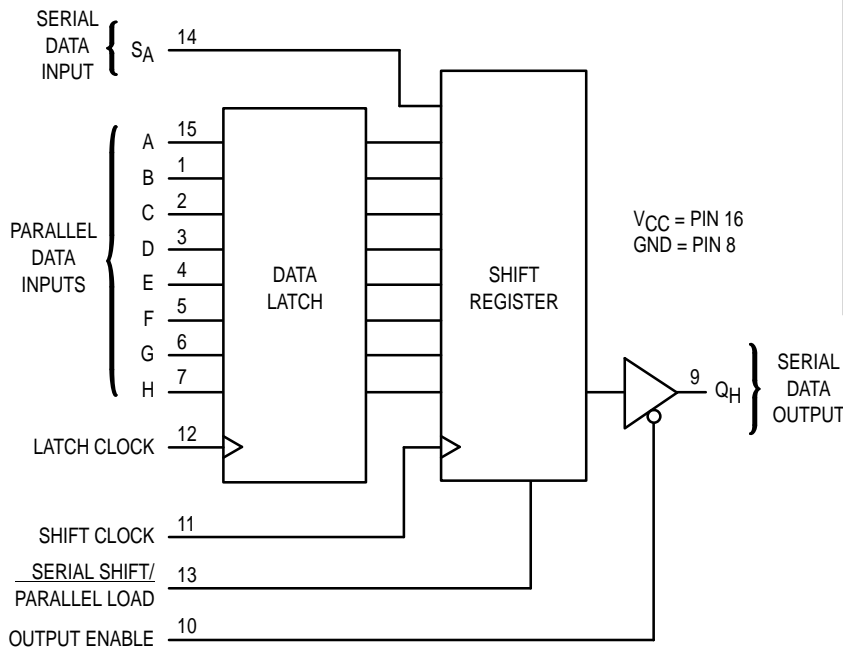 SERIAL
DATA
INPUT
SA 14
PARALLEL
DATA
INPUTS
A 15
B 1
C 2
D 3
E 4
F 5
G 6
H 7
DATA
LATCH
SHIFT
REGISTER
VCC = PIN 16
GND = PIN 8
9 QH
SERIAL
DATA
OUTPUT
LATCH CLOCK 12
SHIFT CLOCK 11
SERIAL SHIFT/
PARALLEL LOAD 13
OUTPUT ENABLE 10